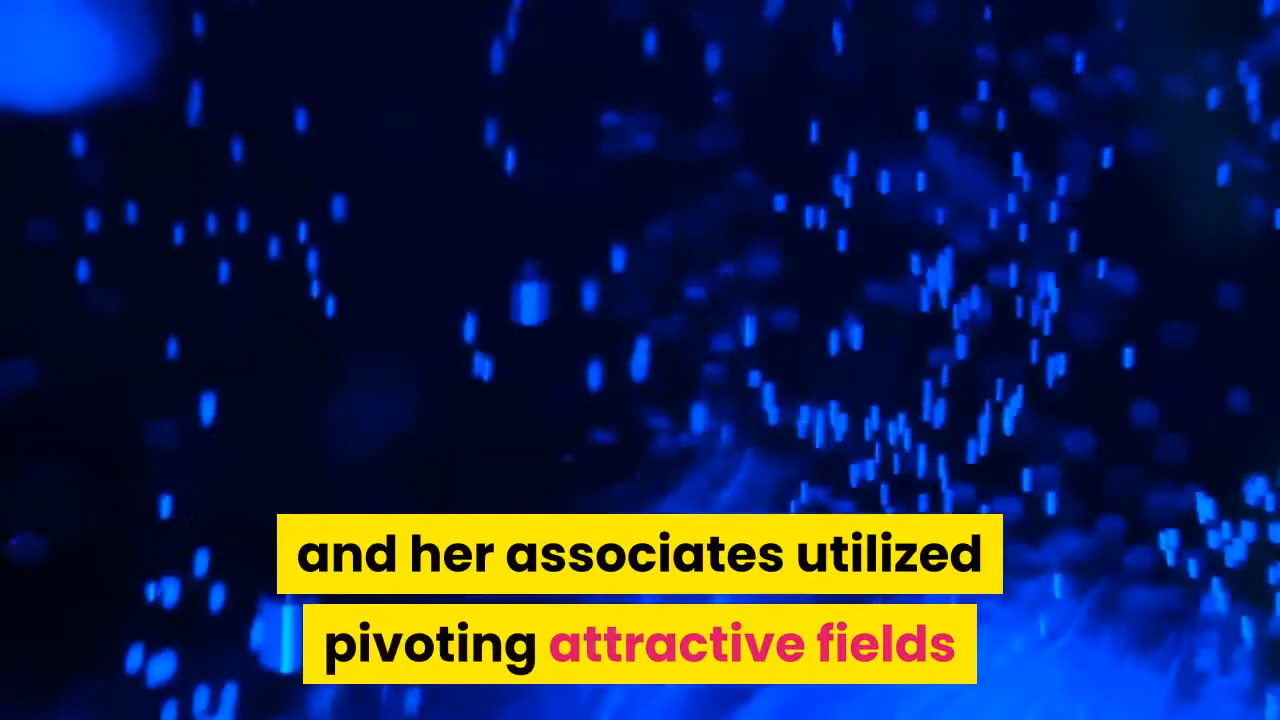 and her associates utilized
pivoting attractive fields